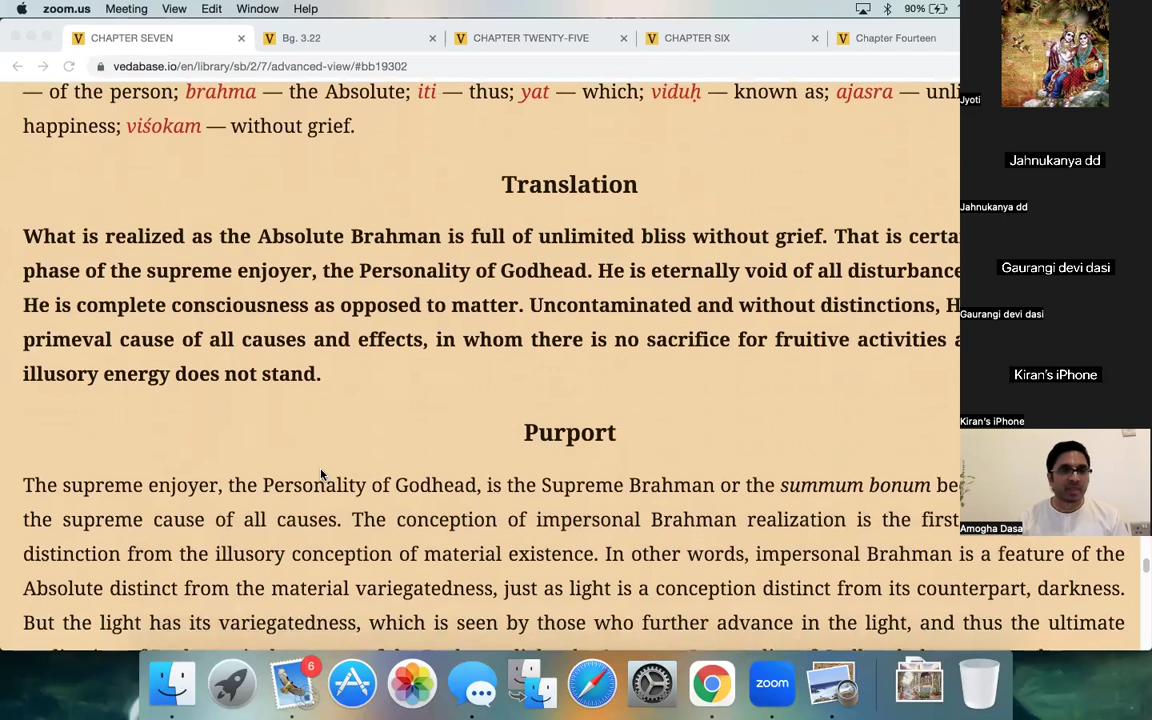 zoom.us Meeting View Edit Window Help 90%
CHAPTER SEVEN Bg. 3.22 CHAPTER TWENTY-FIVE CHAPTER SIX Chapter Fourteen
vedabase.io/en/library/sb/2/7/advanced-view/#bb19302
— of the person; brahma — the Absolute; iti — thus; yat — which; viduḥ — known as; ajasra — unli
happiness; viśokam — without grief.
Translation
What is realized as the Absolute Brahman is full of unlimited bliss without grief. That is certa
phase of the supreme enjoyer, the Personality of Godhead. He is eternally void of all disturbance
He is complete consciousness as opposed to matter. Uncontaminated and without distinctions, H
primeval cause of all causes and effects, in whom there is no sacrifice for fruitive activities a
illusory energy does not stand.
Purport
The supreme enjoyer, the Personality of Godhead, is the Supreme Brahman or the summum bonum be
the supreme cause of all causes. The conception of impersonal Brahman realization is the first
distinction from the illusory conception of material existence. In other words, impersonal Brahman is a feature of the
Absolute distinct from the material variegatedness, just as light is a conception distinct from its counterpart, darkness.
But the light has its variegatedness, which is seen by those who further advance in the light, and thus the ultimate
Jyoti
Jahnukanya dd
Jahnukanya dd
Gaurangi devi dasi
Gaurangi devi dasi
Kiran's iPhone
Kiran's iPhone
Amogha Dasa
6
zoom